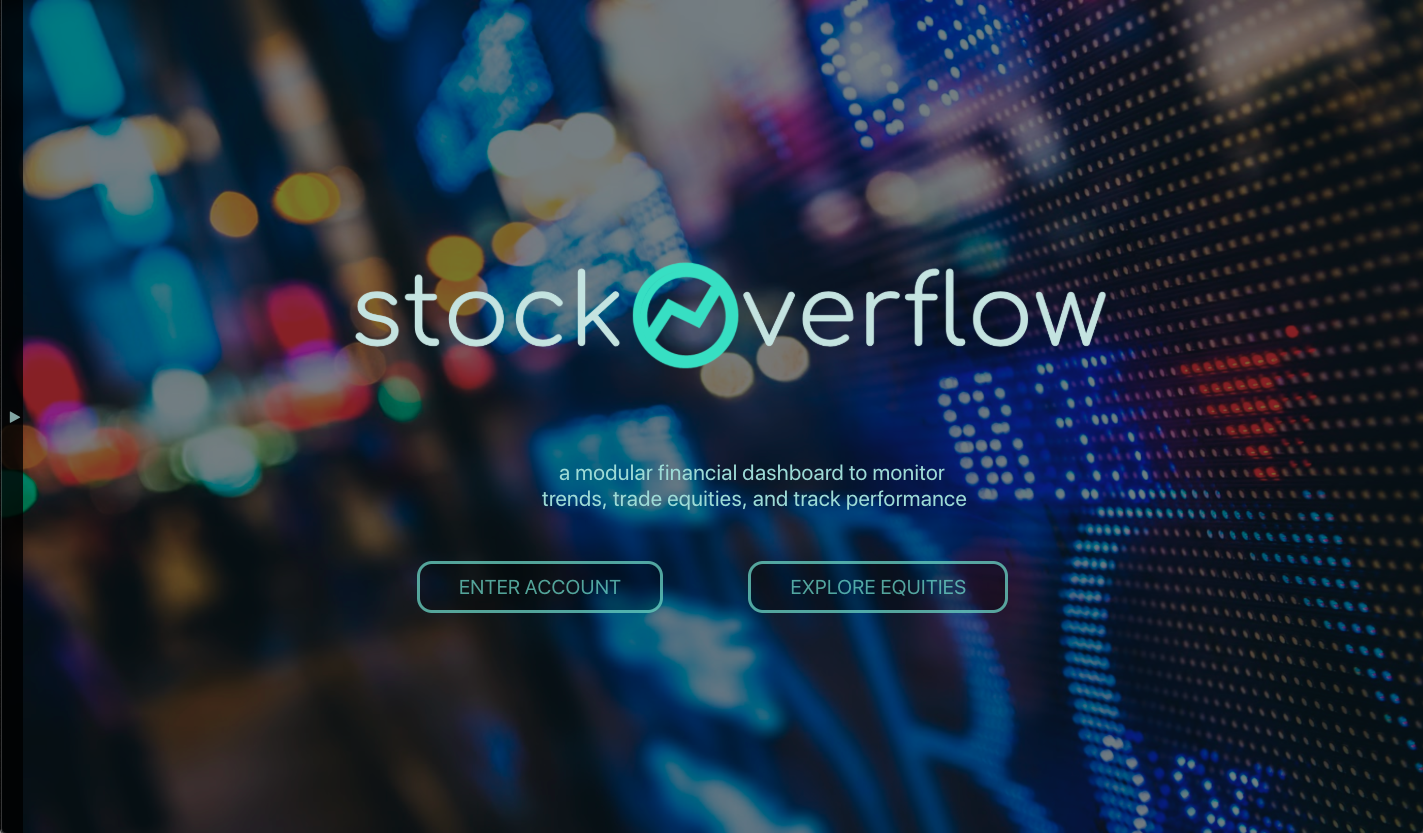 stockOverflow
a modular financial dashboard to monitor
trends, trade equities, and track performance
ENTER ACCOUNT
EXPLORE EQUITIES